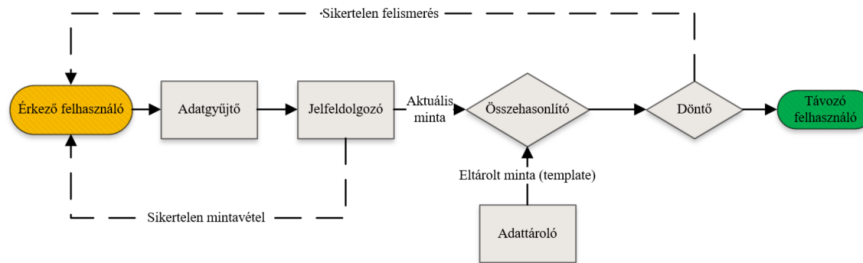 Sikertelen felismerés
Érkező felhasználó
Adatgyűjtő
Jelfeldolgozó
Aktuális
minta
Összehasonlító
Döntő
Távozó
felhasználó
Eltárolt minta (template)
Sikertelen mintavétel
Adattároló